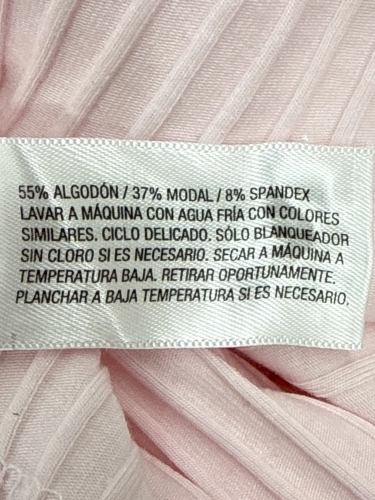 55% ALGODÓN / 37% MODAL / 8% SPANDEX
LAVAR A MÁQUINA CON AGUA FRÍA CON COLORES
SIMILARES. CICLO DELICADO. SÓLO BLANQUEADOR
SIN CLORO SI ES NECESARIO. SECAR A MÁQUINA A
TEMPERATURA BAJA. RETIRAR OPORTUNAMENTE.
PLANCHAR A BAJA TEMPERATURA SI ES NECESARIO.